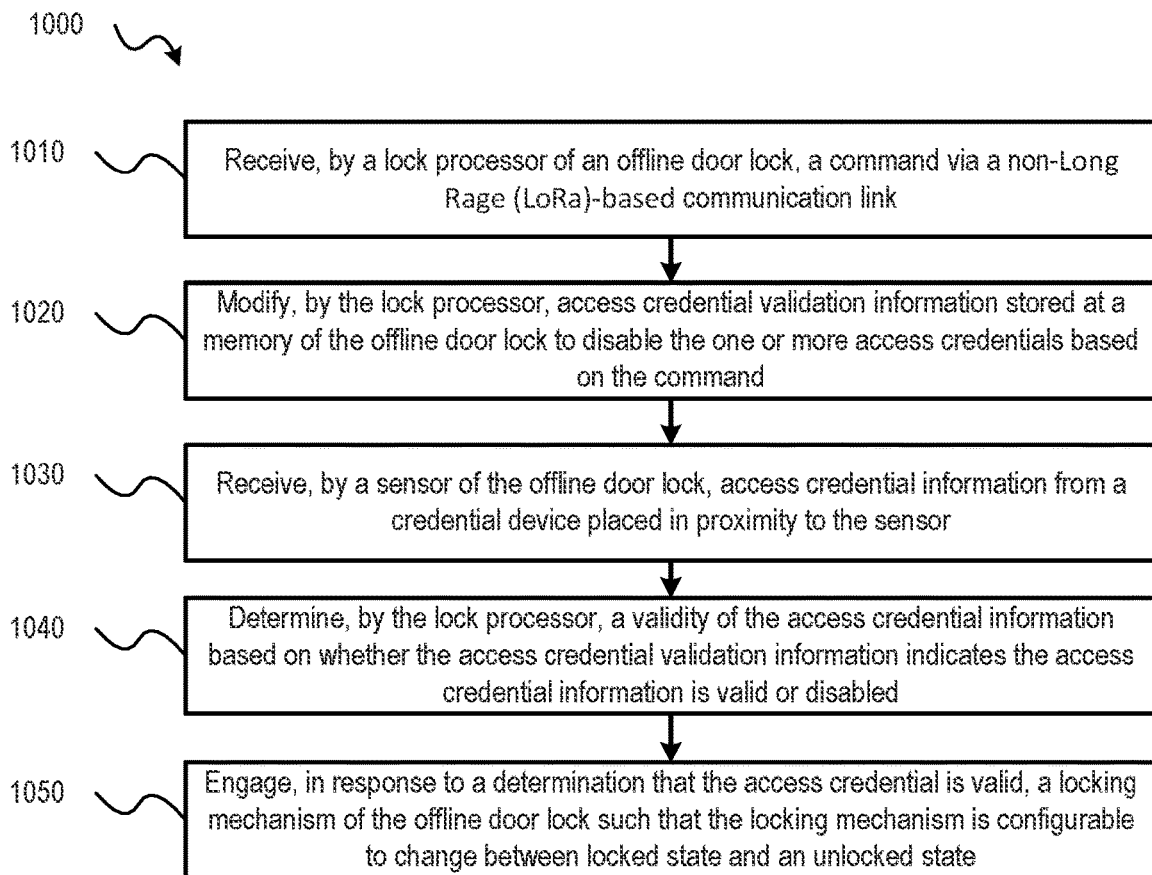 1000
1010
Receive, by a lock processor of an offline door lock, a command via a non-Long
Rage (LoRa)-based communication link
1020
Modify, by the lock processor, access credential validation information stored at a
memory of the offline door lock to disable the one or more access credentials based
on the command
1030
Receive, by a sensor of the offline door lock, access credential information from a
credential device placed in proximity to the sensor
1040
Determine, by the lock processor, a validity of the access credential information
based on whether the access credential validation information indicates the access
credential information is valid or disabled
1050
Engage, in response to a determination that the access credential is valid, a locking
mechanism of the offline door lock such that the locking mechanism is configurable
to change between locked state and an unlocked state